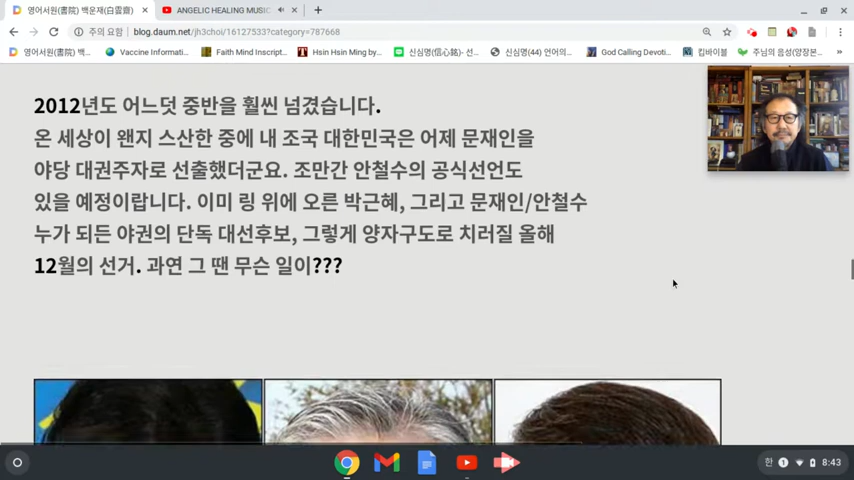 영어서원(書院) 백운재(白雲齋)
ANGELIC HEALING MUSIC
주의 요함
blog.daum.net/jh3choi/16127533?category=787668
영어서원(書院) 백...
Vaccine Informati...
Faith Mind Inscript...
Hsin Hsin Ming by...
신심명(信心銘) - 선...
신심명(44) 언어의...
God Calling Devoti...
킹바이블
주님의 음성(양장본...
2012년도 어느덧 중반을 훨씬 넘겼습니다.
온 세상이 왠지 스산한 중에 내 조국 대한민국은 어제 문재인을
야당 대권주자로 선출했더군요. 조만간 안철수의 공식선언도
있을 예정이랍니다. 이미 링 위에 오른 박근혜, 그리고 문재인/안철수
누가 되든 야권의 단독 대선후보, 그렇게 양자구도로 치러질 올해
12월의 선거. 과연 그 땐 무슨 일이???
한
8:43